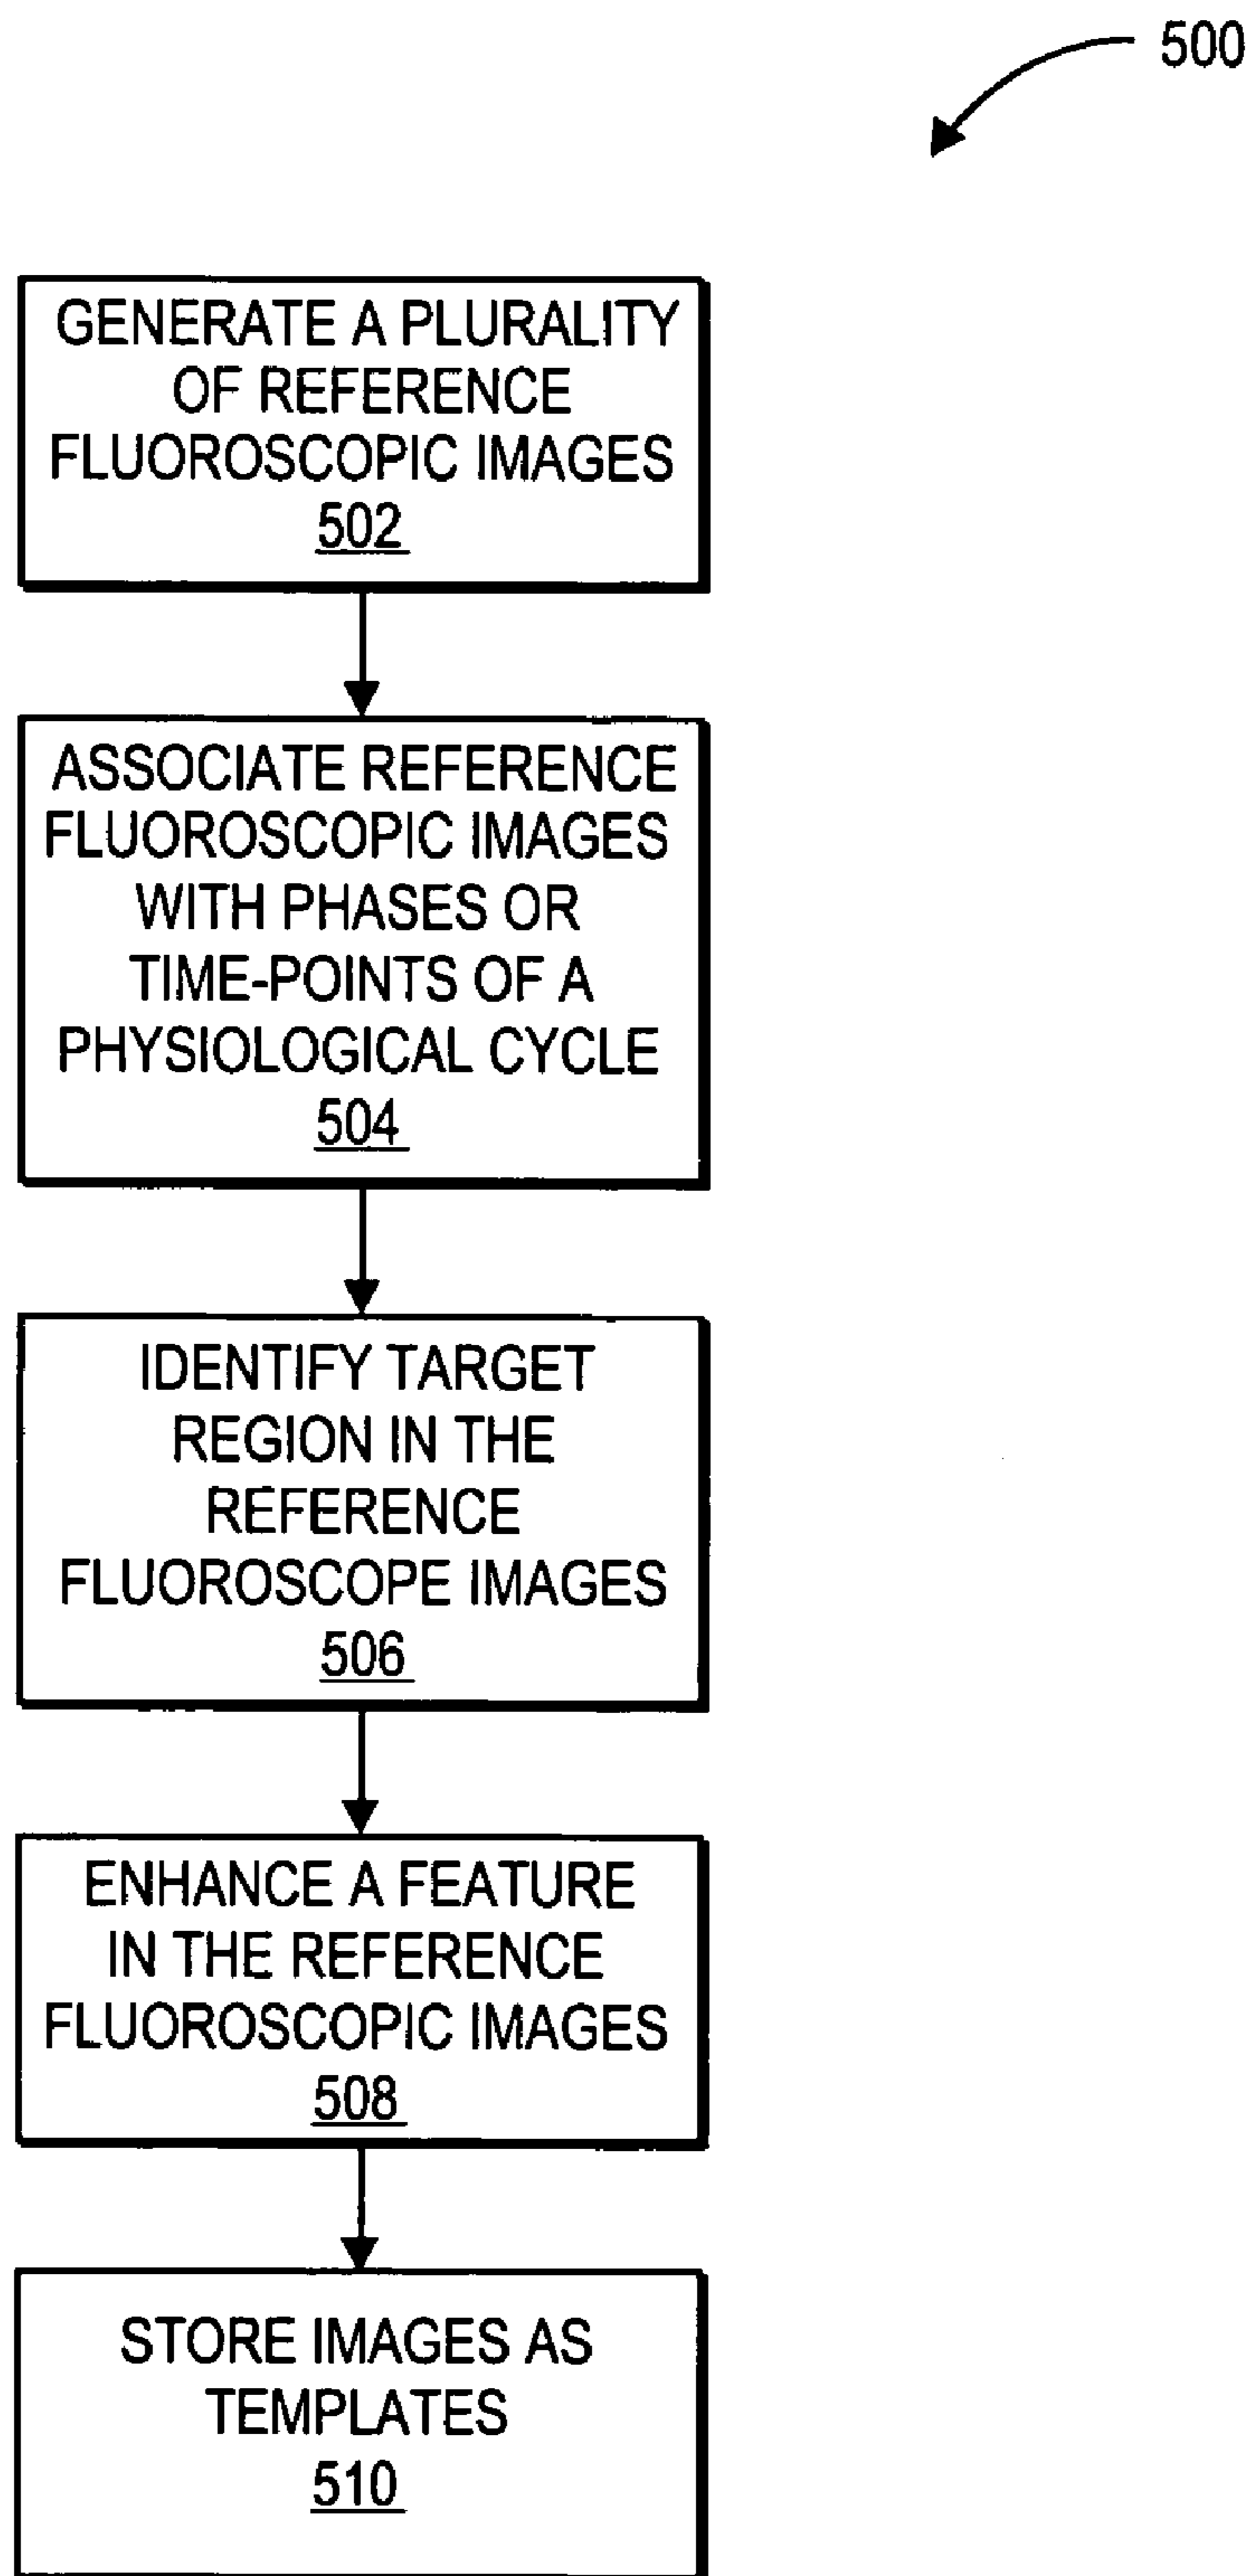 500
GENERATE A PLURALITY
OF REFERENCE
FLUOROSCOPIC IMAGES
502
ASSOCIATE REFERENCE
FLUOROSCOPIC IMAGES
WITH PHASES OR
TIME-POINTS OF A
PHYSIOLOGICAL CYCLE
504
IDENTIFY TARGET
REGION IN THE
REFERENCE
FLUOROSCOPE IMAGES
506
ENHANCE A FEATURE
IN THE REFERENCE
FLUOROSCOPIC IMAGES
508
STORE IMAGES AS
TEMPLATES
510